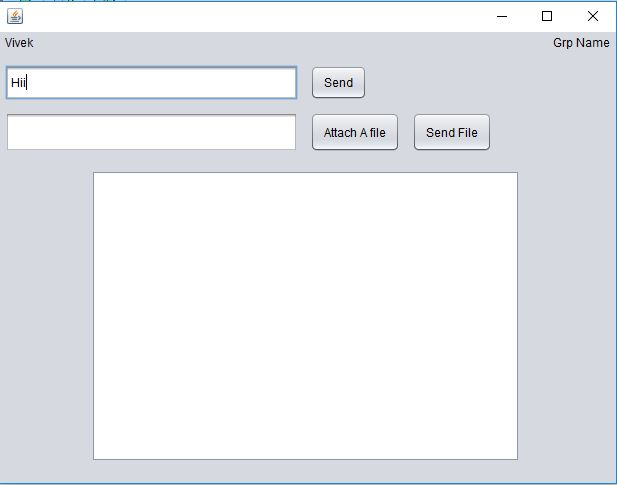 Vivek Grp Name
Hii Send
Attach A file Send File